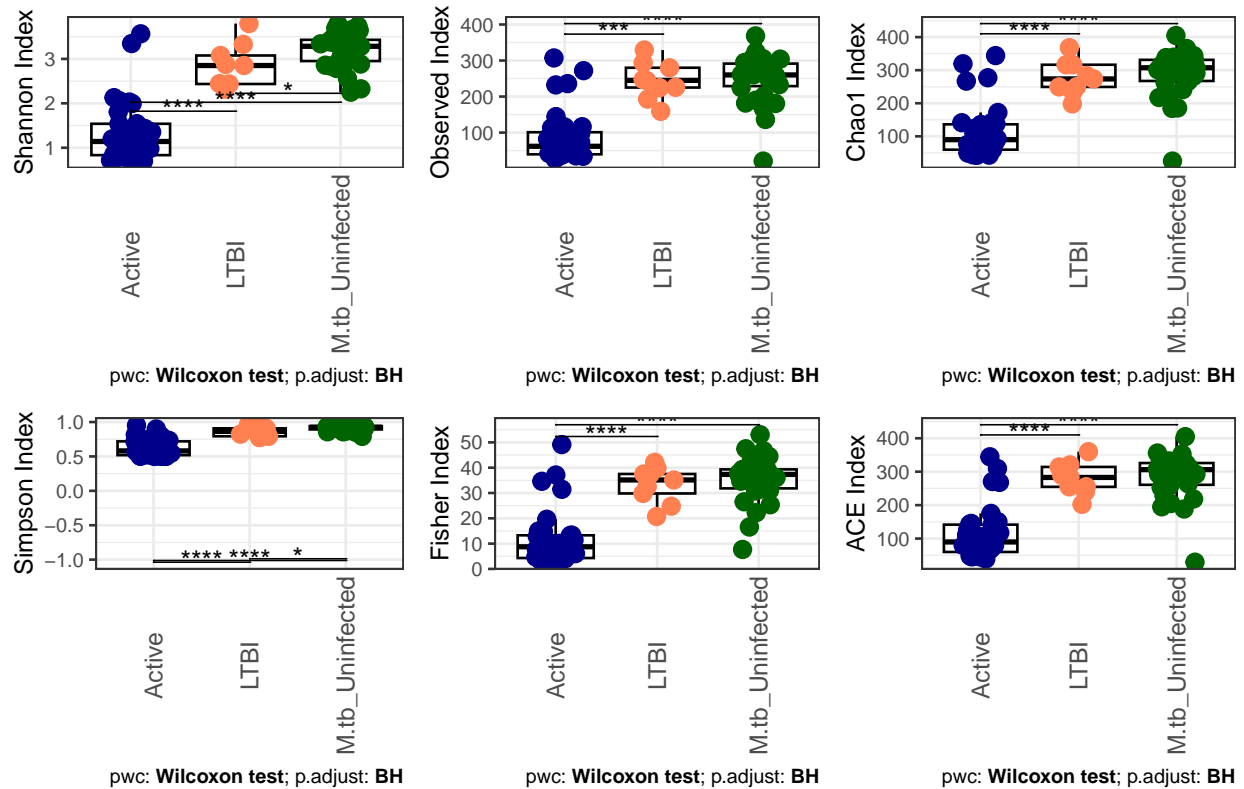 Shannon Index
3
2
1
****
****
*
Active
LTBI
M.tb_Uninfected
pwc: Wilcoxon test; p.adjust: BH
Observed Index
400
300
200
100
***
****
Active
LTBI
M.tb_Uninfected
pwc: Wilcoxon test; p.adjust: BH
Chao1 Index
400
300
200
100
****
****
Active
LTBI
M.tb_Uninfected
pwc: Wilcoxon test; p.adjust: BH
Simpson Index
1.0
0.5
0.0
−0.5
−1.0
****
****
*
Active
LTBI
M.tb_Uninfected
pwc: Wilcoxon test; p.adjust: BH
Fisher Index
50
40
30
20
10
0
****
****
Active
LTBI
M.tb_Uninfected
pwc: Wilcoxon test; p.adjust: BH
ACE Index
400
300
200
100
****
****
Active
LTBI
M.tb_Uninfected
pwc: Wilcoxon test; p.adjust: BH